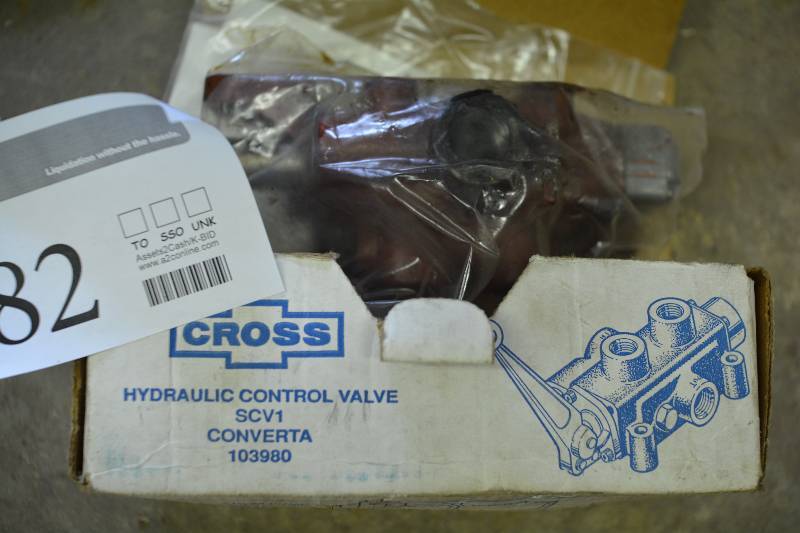 Liquidation without the hassle.
TO SSO UNK
Assets2Cash/K-BID
www.a2conline.com
82
CROSS
HYDRAULIC CONTROL VALVE
SCV1
CONVERTA
103980